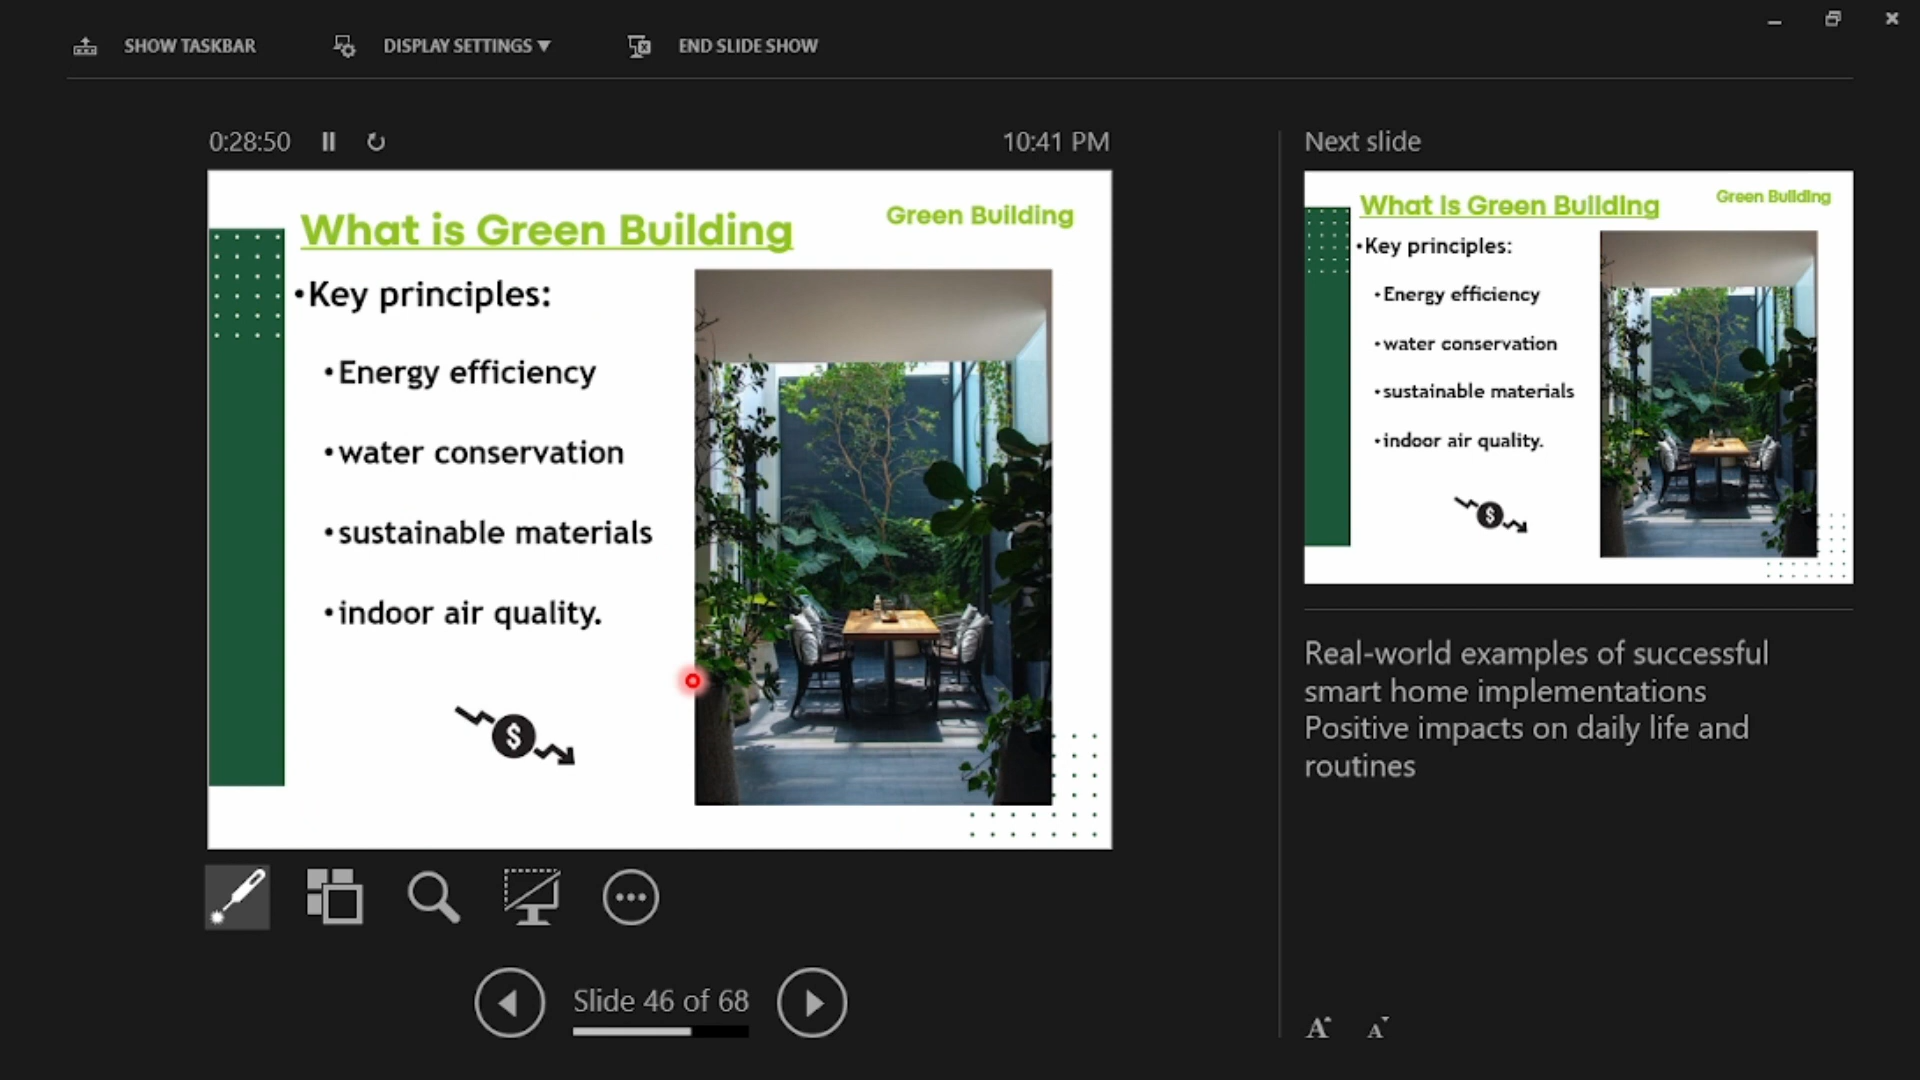 SHOW TASKBAR
DISPLAY SETTINGS ▼
END SLIDE SHOW
0:28:50
10:41 PM
What is Green Building
Green Building
•Key principles:
•Energy efficiency
•water conservation
•sustainable materials
•indoor air quality.
$
Slide 46 of 68
Next slide
What is Green Building
Green Building
•Key principles:
•Energy efficiency
•water conservation
•sustainable materials
•indoor air quality.
$
Real-world examples of successful
smart home implementations
Positive impacts on daily life and
routines
A A